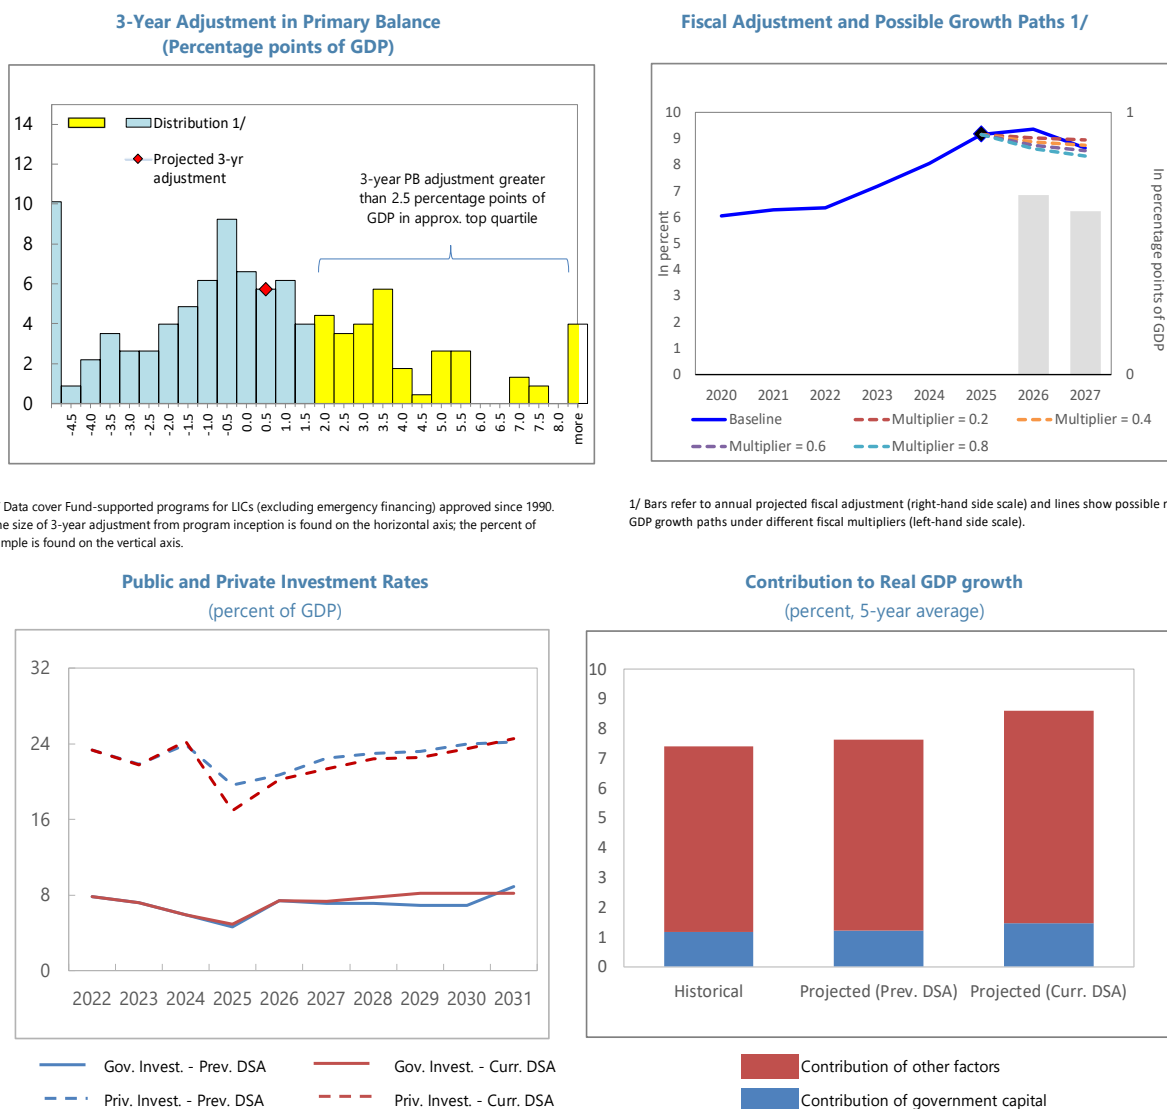 3-Year Adjustment in Primary Balance
(Percentage points of GDP)
14
12
10
8
6
4
2
0
Distribution 1/
Projected 3-yr
adjustment
3-year PB adjustment greater
than 2.5 percentage points of
GDP in approx. top quartile
-4.5
-4.0
-3.5
-3.0
-2.5
-2.0
-1.5
-1.0
-0.5
0.0
0.5
1.0
1.5
2.0
2.5
3.0
3.5
4.0
4.5
5.0
5.5
6.0
6.5
7.0
7.5
8.0
more
Data cover Fund-supported programs for LICs (excluding emergency financing) approved since 1990.
size of 3-year adjustment from program inception is found on the horizontal axis; the percent of
is found on the vertical axis.
Fiscal Adjustment and Possible Growth Paths 1/
In percent
10
9
8
7
6
5
4
3
2
1
0
1
0
In percentage points of GDP
2020 2021 2022 2023 2024 2025 2026 2027
Baseline Multiplier = 0.2 Multiplier = 0.4
Multiplier = 0.6 Multiplier = 0.8
1/ Bars refer to annual projected fiscal adjustment (right-hand side scale) and lines show possible
GDP growth paths under different fiscal multipliers (left-hand side scale).
Public and Private Investment Rates
(percent of GDP)
32
24
16
8
0
2022 2023 2024 2025 2026 2027 2028 2029 2030 2031
Gov. Invest. - Prev. DSA Gov. Invest. - Curr. DSA
Priv. Invest. - Prev. DSA Priv. Invest. - Curr. DSA
Contribution to Real GDP growth
(percent, 5-year average)
10
9
8
7
6
5
4
3
2
1
0
Historical Projected (Prev. DSA) Projected (Curr. DSA)
Contribution of other factors
Contribution of government capital